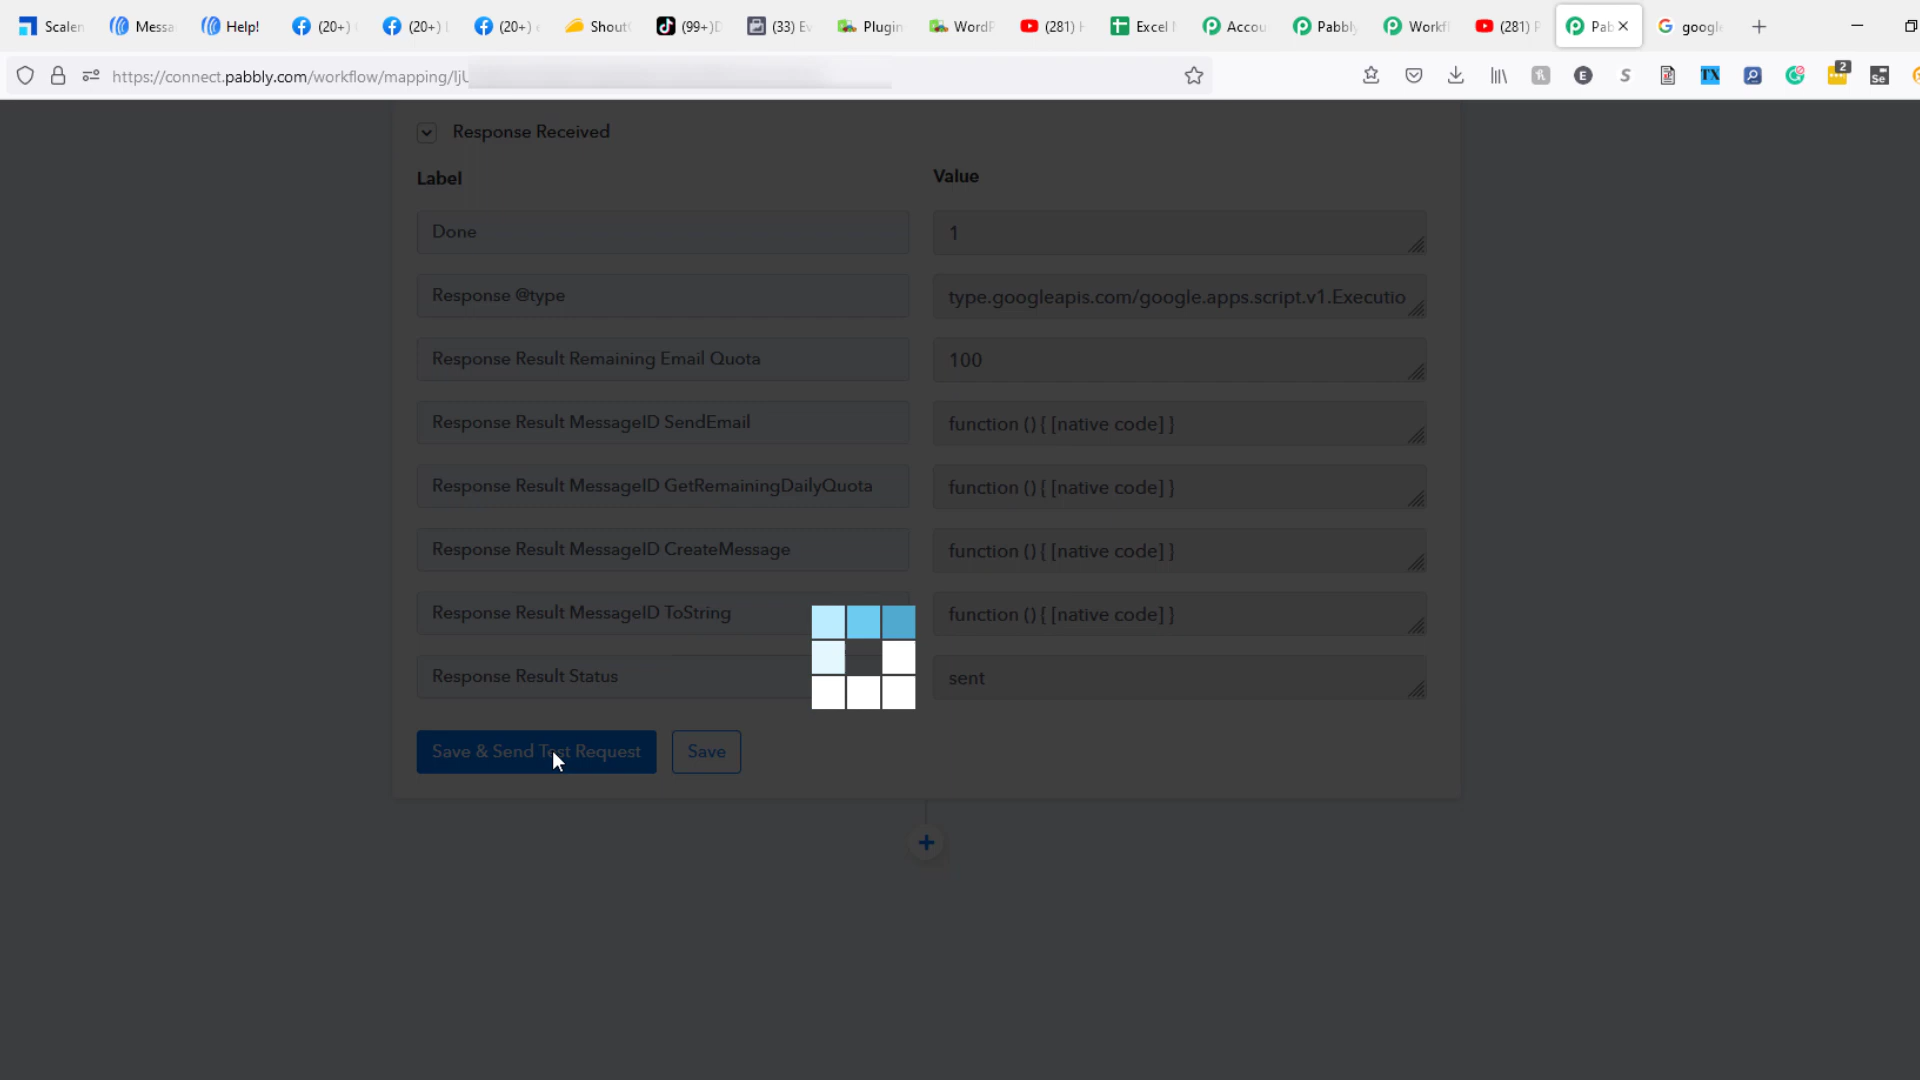 Scalen
Messa
Help!
(20+)
(20+)
(20+)
Shout
(99+)
(33) Ev
Plugin
WordP
(281)
Excel
Accou
Pabbly
Workfl
(281)
Pab
google
https://connect.pabbly.com/workflow/mapping/IjU
2
Response Received
Label
Value
Done
1
Response @type
type.googleapis.com/google.apps.script.v1.Executio
Response Result Remaining Email Quota
100
Response Result MessageID SendEmail
function () { [native code] }
Response Result MessageID GetRemainingDailyQuota
function () { [native code] }
Response Result MessageID CreateMessage
function () { [native code] }
Response Result MessageID ToString
function () { [native code] }
Response Result Status
sent
Save & Send Test Request
Save